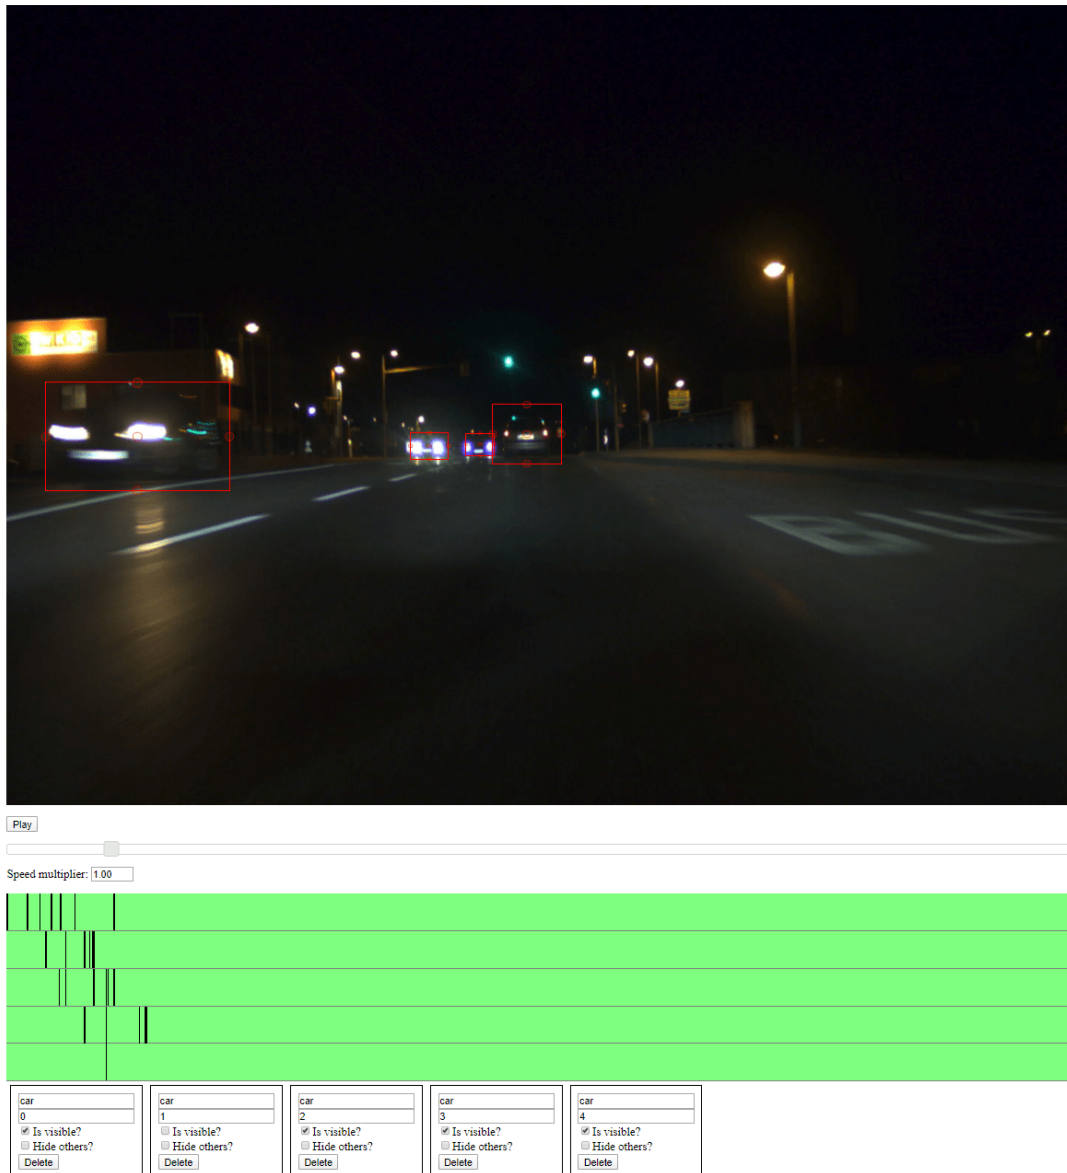 BUS
Play
Speed multiplier: 1.00
car
0
Is visible?
Hide others?
Delete
car
1
Is visible?
Hide others?
Delete
car
2
Is visible?
Hide others?
Delete
car
3
Is visible?
Hide others?
Delete
car
4
Is visible?
Hide others?
Delete